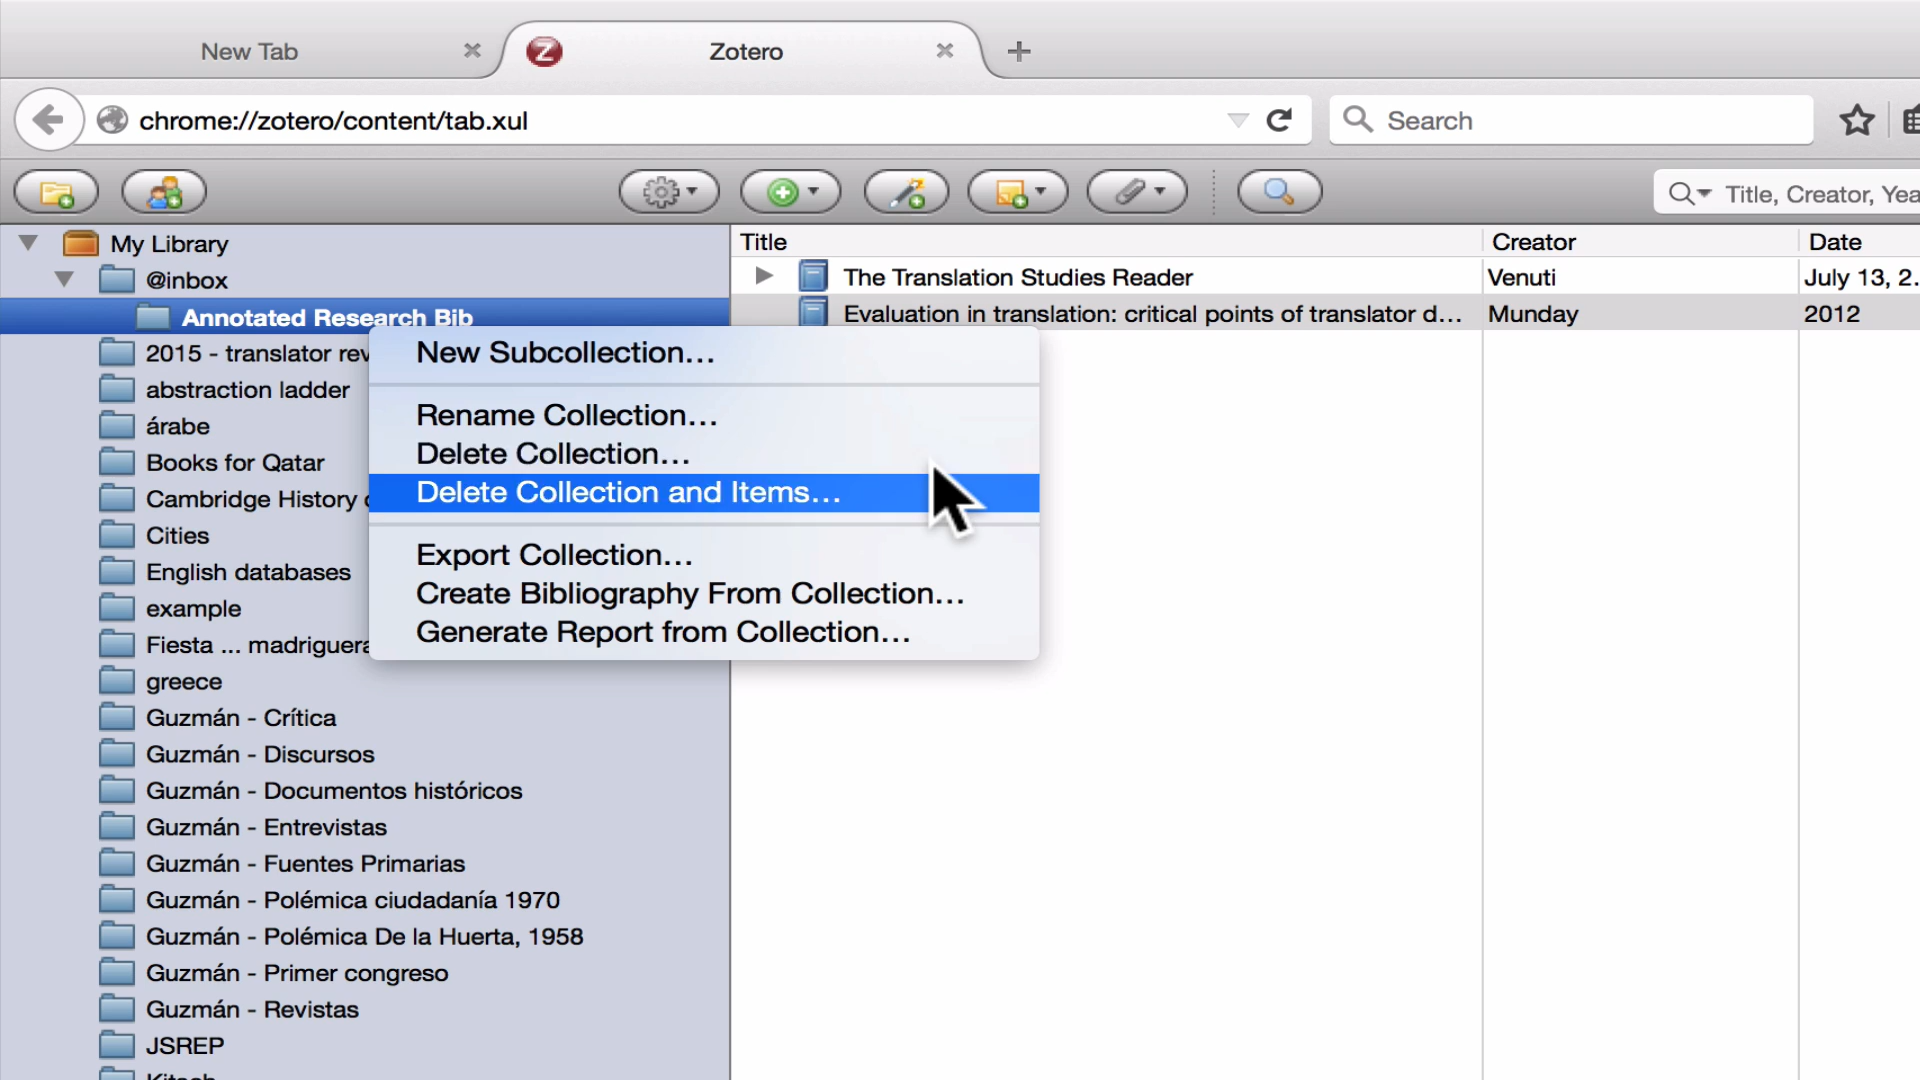 New Tab
Zotero
chrome://zotero/content/tab.xul
Search
Title, Creator, Yea
My Library
@inbox
Annotated Research Bib
2015 - translator rev
abstraction ladder
árabe
Books for Qatar
Cambridge History
Cities
English databases
example
Fiesta ... madriguera
greece
Guzmán - Crítica
Guzmán - Discursos
Guzmán - Documentos históricos
Guzmán - Entrevistas
Guzmán - Fuentes Primarias
Guzmán - Polémica ciudadanía 1970
Guzmán - Polémica De la Huerta, 1958
Guzmán - Primer congreso
Guzmán - Revistas
JSREP
New Subcollection...
Rename Collection...
Delete Collection...
Delete Collection and Items...
Export Collection...
Create Bibliography From Collection...
Generate Report from Collection...
Title Creator Date
The Translation Studies Reader Venuti July 13, 2.
Evaluation in translation: critical points of translator d... Munday 2012